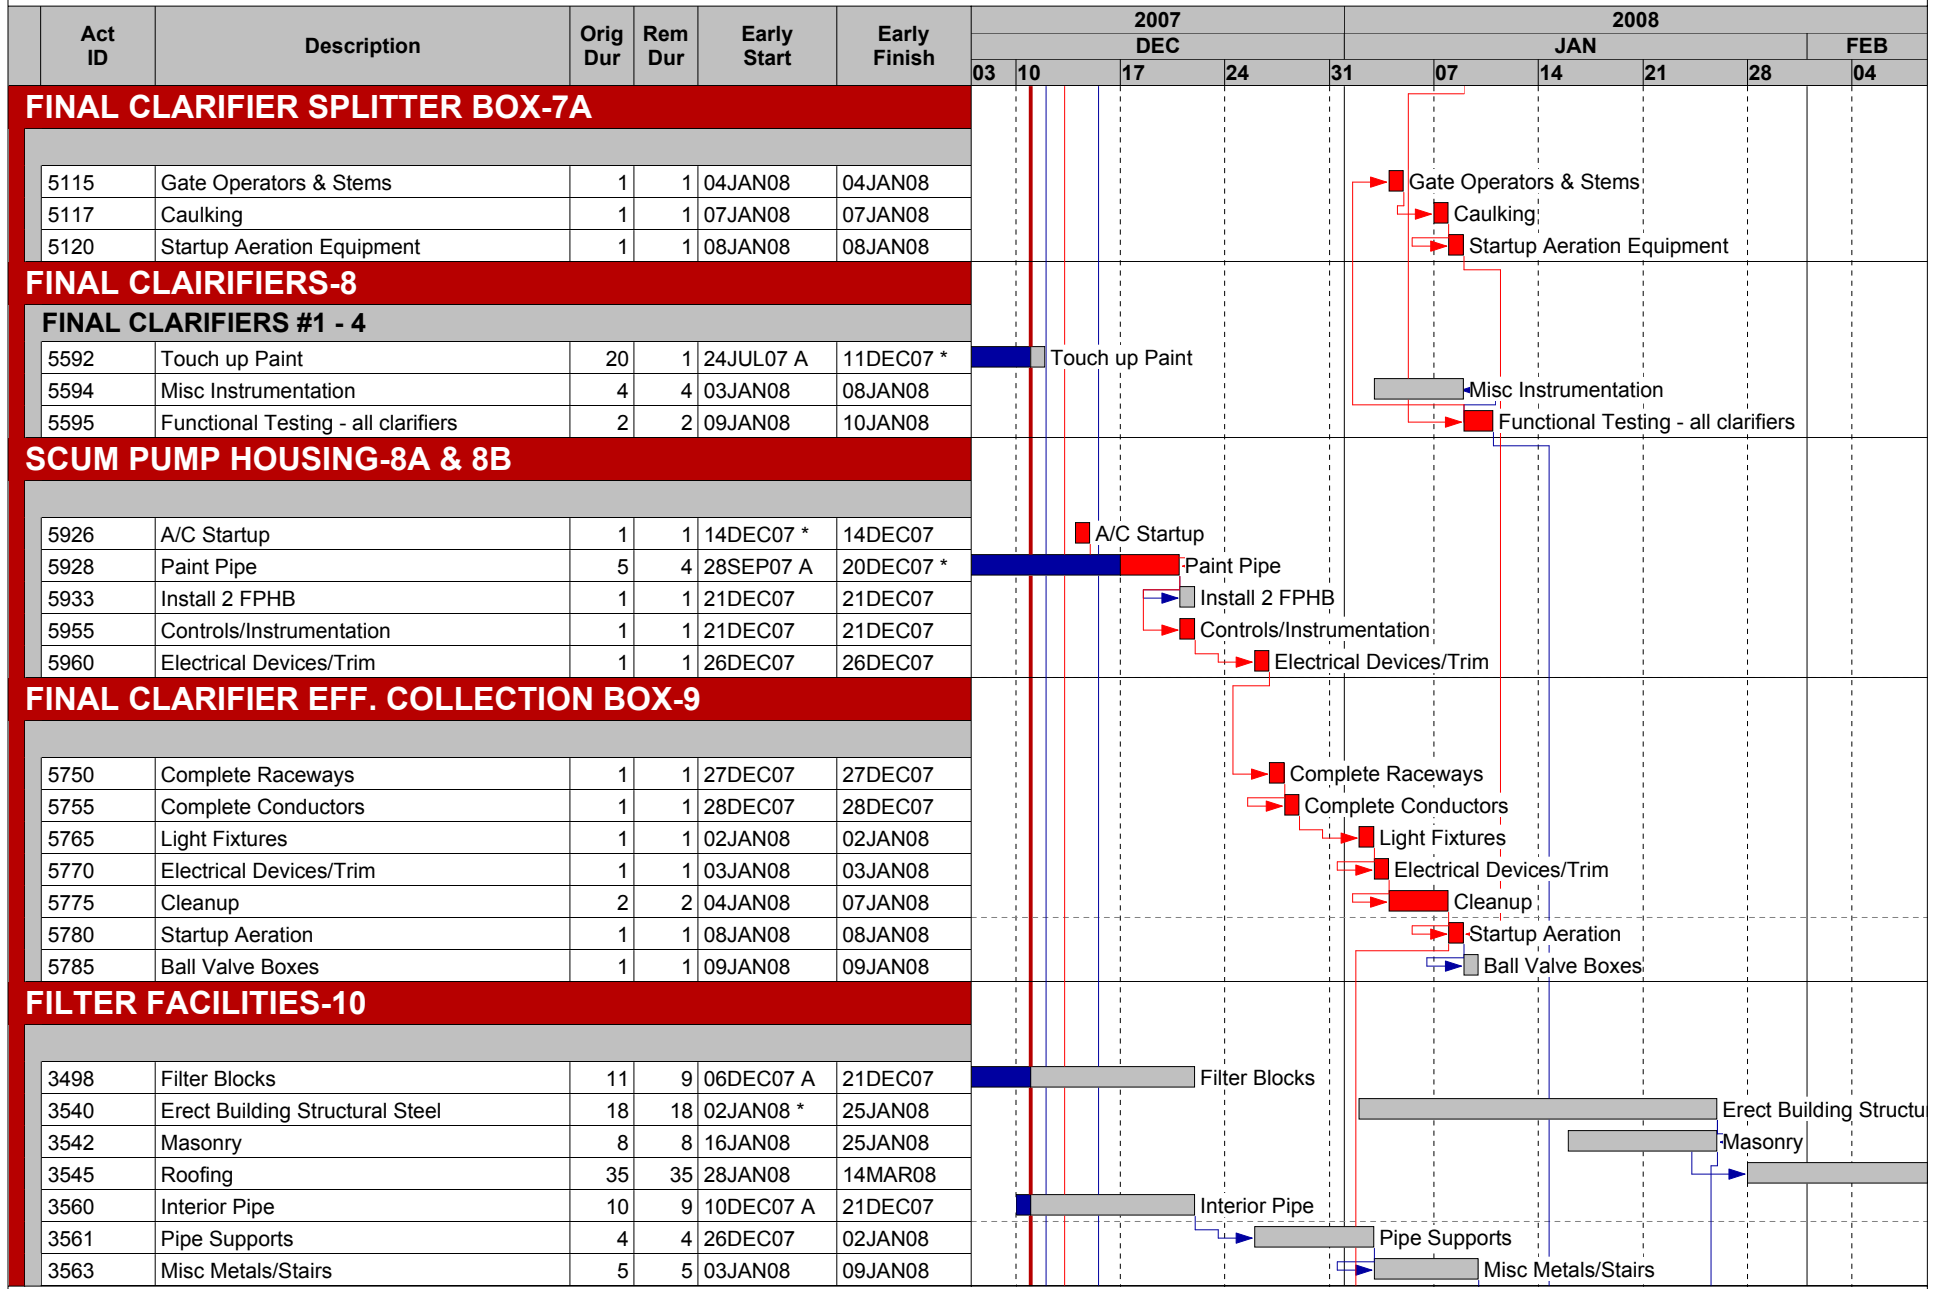 Act ID Description Orig Dur Rem Dur Early Start Early Finish 2007 2008
DEC JAN FEB
03 10 17 24 31 07 14 21 28 04
FINAL CLARIFIER SPLITTER BOX-7A
5115 Gate Operators & Stems 1 1 04JAN08 04JAN08 Gate Operators & Stems
5117 Caulking 1 1 07JAN08 07JAN08 Caulking
5120 Startup Aeration Equipment 1 1 08JAN08 08JAN08 Startup Aeration Equipment
FINAL CLAIRIFIERS-8
FINAL CLARIFIERS #1 - 4
5592 Touch up Paint 20 1 24JUL07 A 11DEC07 * Touch up Paint
5594 Misc Instrumentation 4 4 03JAN08 08JAN08 Misc Instrumentation
5595 Functional Testing - all clarifiers 2 2 09JAN08 10JAN08 Functional Testing - all clarifiers
SCUM PUMP HOUSING-8A & 8B
5926 A/C Startup 1 1 14DEC07 * 14DEC07 A/C Startup
5928 Paint Pipe 5 4 28SEP07 A 20DEC07 * Paint Pipe
5933 Install 2 FPHB 1 1 21DEC07 21DEC07 Install 2 FPHB
5955 Controls/Instrumentation 1 1 21DEC07 21DEC07 Controls/Instrumentation
5960 Electrical Devices/Trim 1 1 26DEC07 26DEC07 Electrical Devices/Trim
FINAL CLARIFIER EFF. COLLECTION BOX-9
5750 Complete Raceways 1 1 27DEC07 27DEC07 Complete Raceways
5755 Complete Conductors 1 1 28DEC07 28DEC07 Complete Conductors
5765 Light Fixtures 1 1 02JAN08 02JAN08 Light Fixtures
5770 Electrical Devices/Trim 1 1 03JAN08 03JAN08 Electrical Devices/Trim
5775 Cleanup 2 2 04JAN08 07JAN08 Cleanup
5780 Startup Aeration 1 1 08JAN08 08JAN08 Startup Aeration
5785 Ball Valve Boxes 1 1 09JAN08 09JAN08 Ball Valve Boxes
FILTER FACILITIES-10
3498 Filter Blocks 11 9 06DEC07 A 21DEC07 Filter Blocks
3540 Erect Building Structural Steel 18 18 02JAN08 * 25JAN08 Erect Building Structu
3542 Masonry 8 8 16JAN08 25JAN08 Masonry
3545 Roofing 35 35 28JAN08 14MAR08
3560 Interior Pipe 10 9 10DEC07 A 21DEC07 Interior Pipe
3561 Pipe Supports 4 4 26DEC07 02JAN08 Pipe Supports
3563 Misc Metals/Stairs 5 5 03JAN08 09JAN08 Misc Metals/Stairs